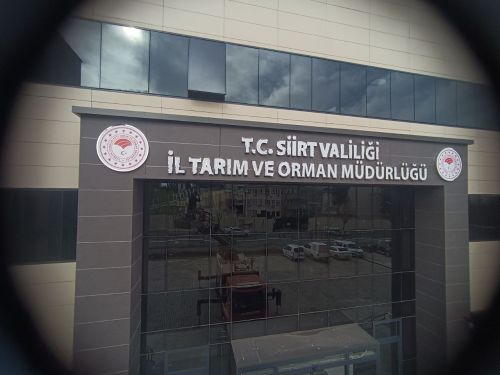 T.C. SİİRT VALİLİĞİ
İL TARIM VE ORMAN MÜDÜRLÜĞÜ